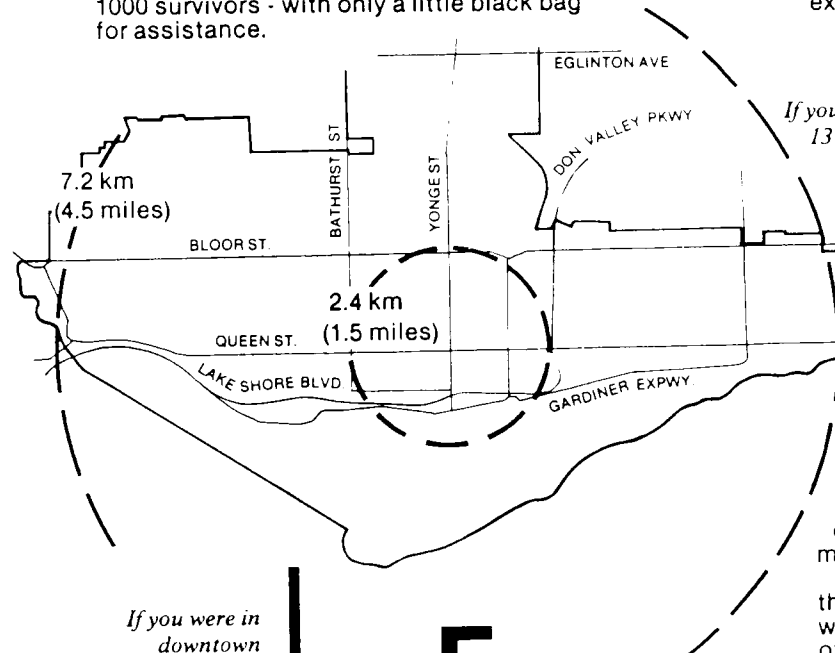 1000 survivors - with only a little black bag
for assistance.
ex
EGLINTON AVE
If you
13
DON VALLEY PKWY
BATHURST ST
YONGE ST
7.2 km
(4.5 miles)
BLOOR ST.
2.4 km
(1.5 miles)
QUEEN ST.
LAKE SHORE BLVD.
GARDINER EXPWY.
m
th
w
If you were in
downtown